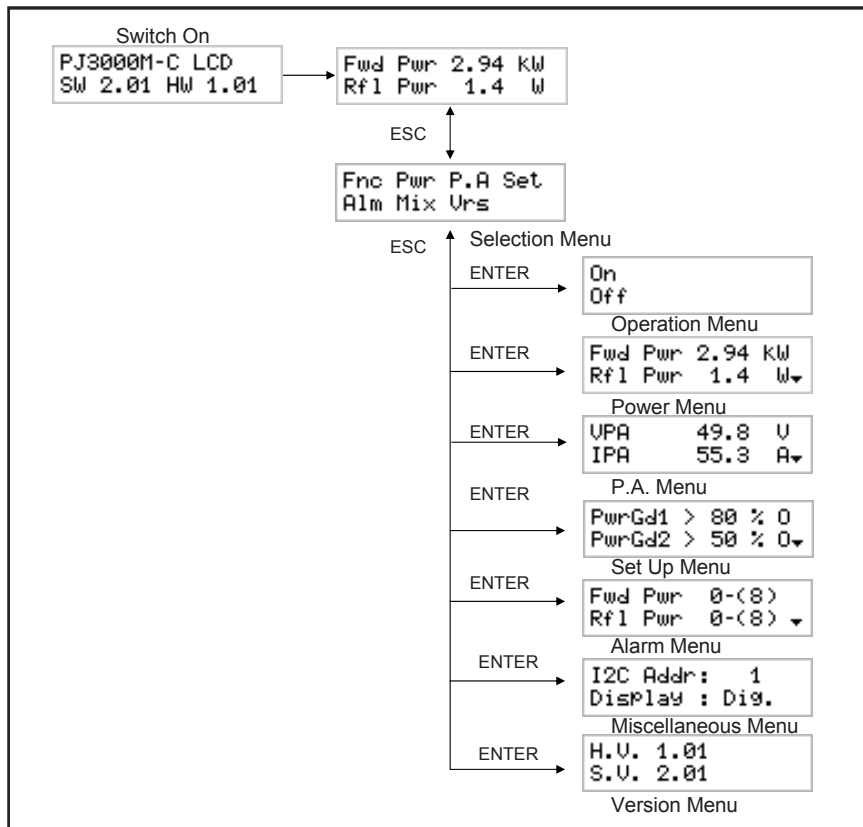 Switch On
PJ3000M-C LCD
SW 2.01 HW 1.01
Fwd Pwr 2.94 KW
Rfl Pwr 1.4 W
ESC
Fnc Pwr P.A Set
Alm Mix Vrs
ESC
Selection Menu
ENTER
On
Off
Operation Menu
ENTER
Fwd Pwr 2.94 KW
Rfl Pwr 1.4 W
Power Menu
ENTER
VPA 49.8 V
IPA 55.3 A
P.A. Menu
ENTER
PwrGd1 > 80 % O
PwrGd2 > 50 % O
Set Up Menu
ENTER
Fwd Pwr 0-(8)
Rfl Pwr 0-(8)
Alarm Menu
ENTER
I2C Addr: 1
Display : Dig.
Miscellaneous Menu
ENTER
H.V. 1.01
S.V. 2.01
Version Menu